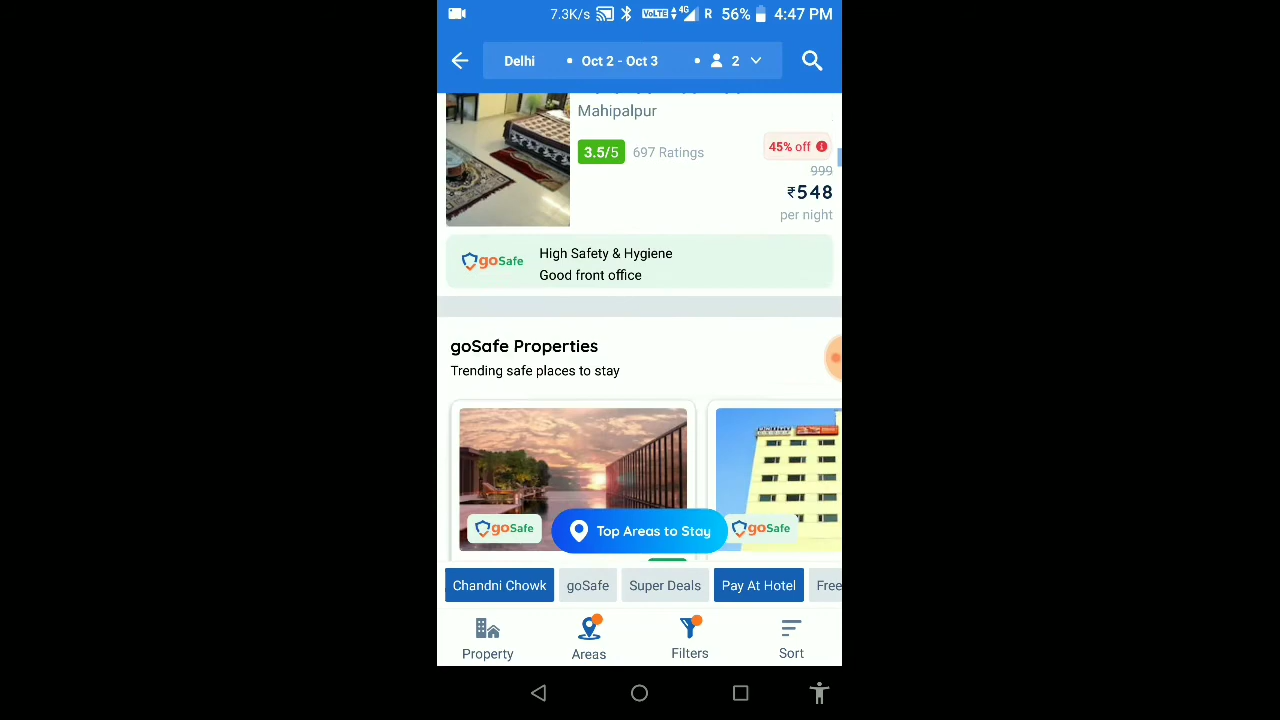 7.3K/s VoLTE 4G R 56% 4:47 PM
Delhi • Oct 2 - Oct 3 • 2
Mahipalpur
3.5/5 697 Ratings 45% off
999
₹548
per night
goSafe High Safety & Hygiene
Good front office
goSafe Properties
Trending safe places to stay
goSafe Top Areas to Stay goSafe
Chandni Chowk goSafe Super Deals Pay At Hotel Free
Property Areas Filters Sort